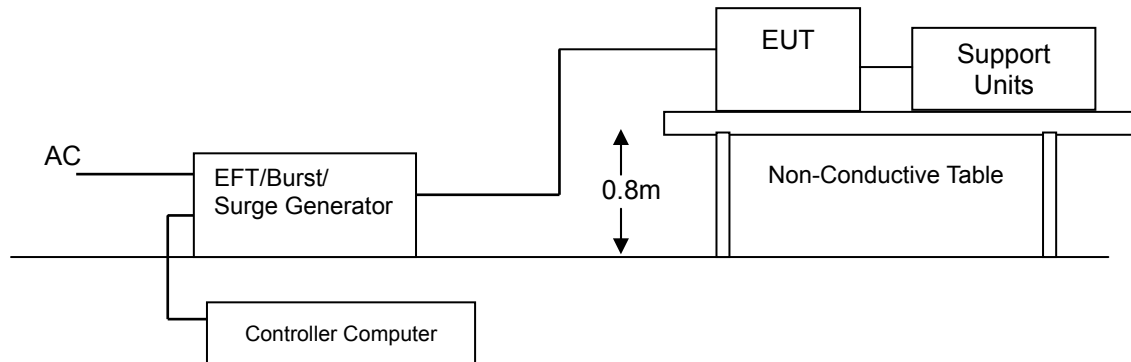 EUT
Support
Units
AC
EFT/Burst/
Surge Generator
0.8m
Non-Conductive Table
Controller Computer